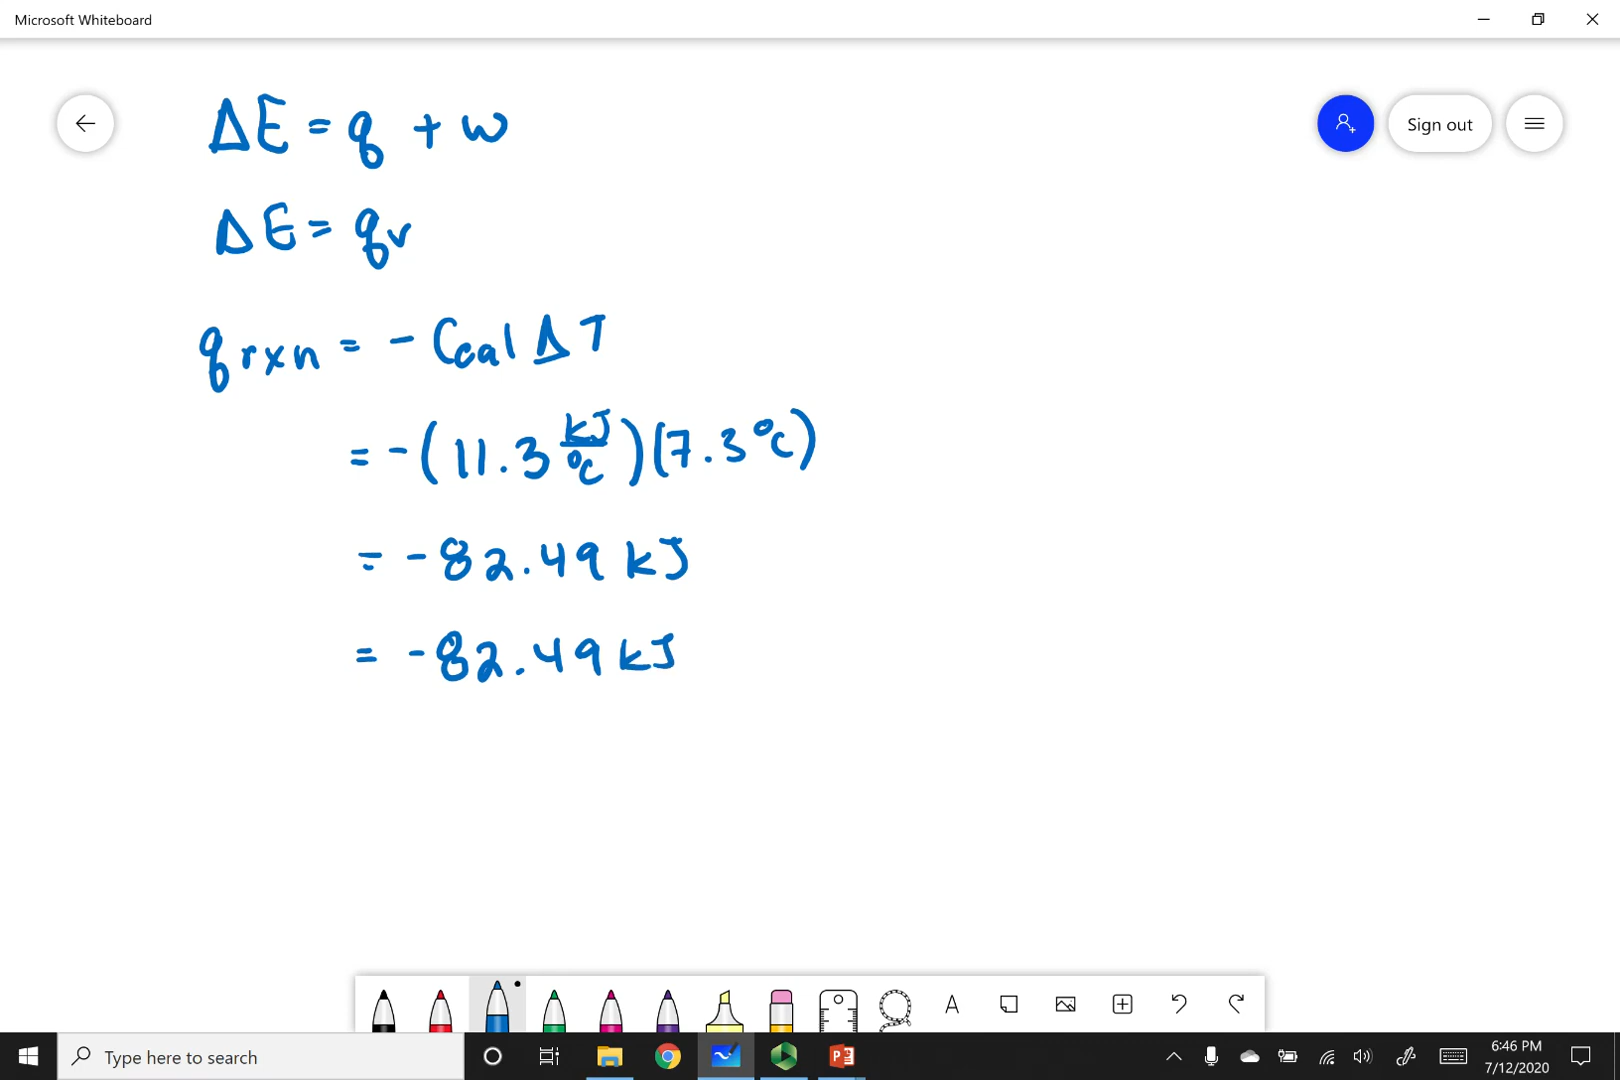 Microsoft Whiteboard
Sign out
ΔE = q + w
ΔE = qv
qrxn = - Ccal ΔT
= - (11.3 kJ/°C) (7.3 °C)
= - 82.49 kJ
= - 82.49 kJ
A
Type here to search
6:46 PM
7/12/2020